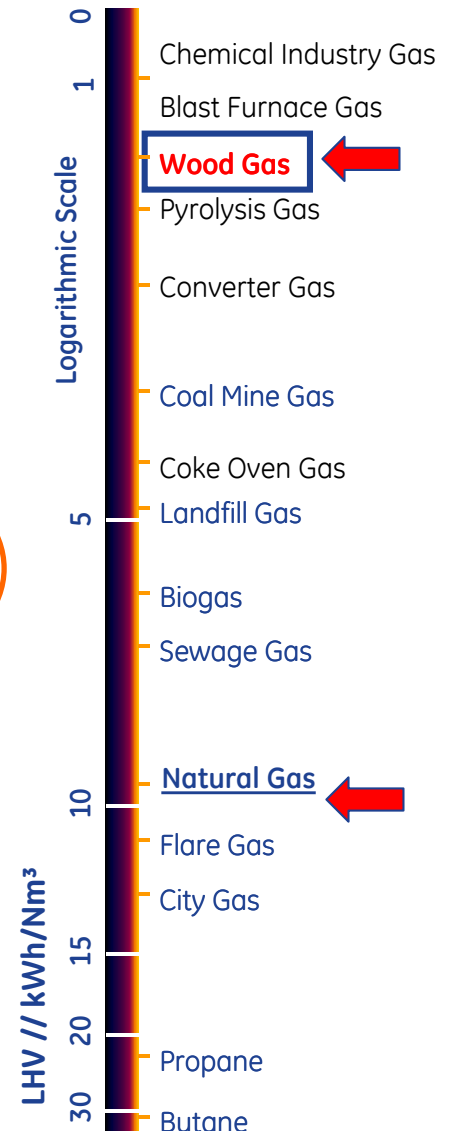 0
Chemical Industry Gas
1
Blast Furnace Gas
Wood Gas
Pyrolysis Gas
Logarithmic Scale
Converter Gas
Coal Mine Gas
Coke Oven Gas
5
Landfill Gas
Biogas
Sewage Gas
Natural Gas
10
Flare Gas
City Gas
15
LHV // kWh/Nm³
20
Propane
30
Butane